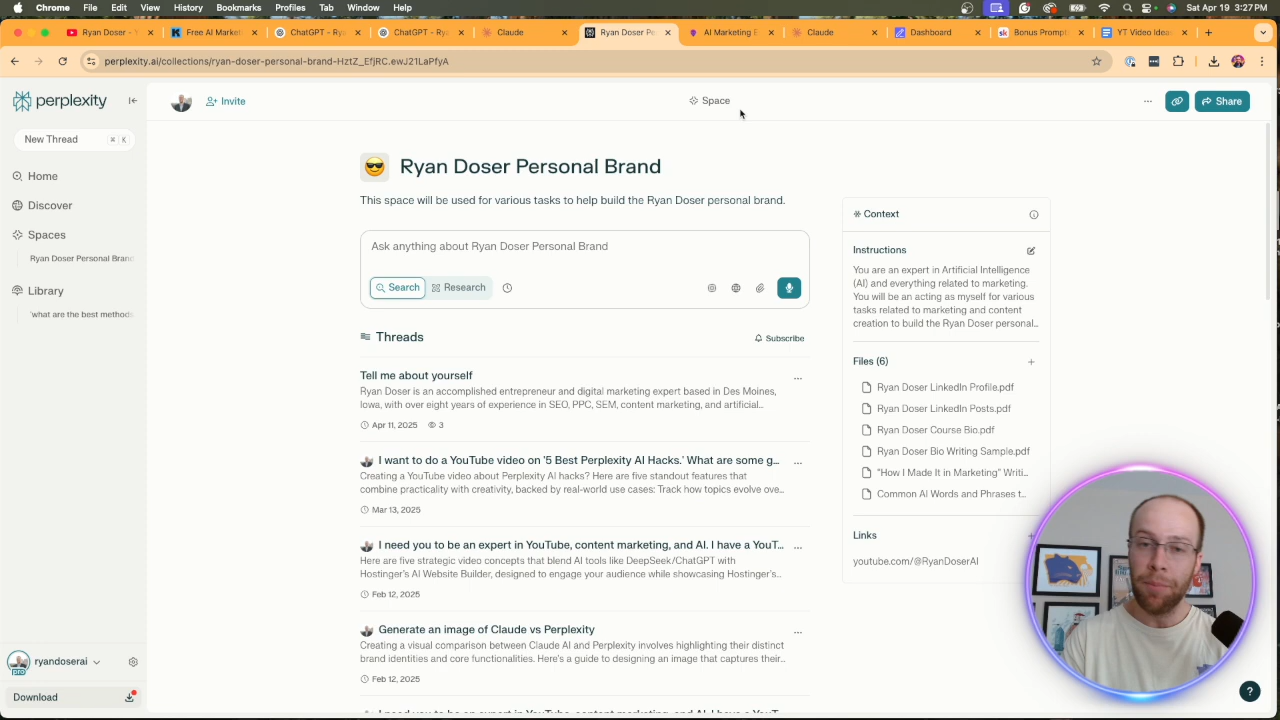 Chrome File Edit View History Bookmarks Profiles Tab Window Help
Sat Apr 19 3:27 PM
Ryan Doser - Y
Free AI Market
ChatGPT - Rya
ChatGPT - Rya
Claude
Ryan Doser Pe
AI Marketing E
Claude
Dashboard
Bonus Prompt
YT Video Idea
perplexity.ai/collections/ryan-doser-personal-brand-HztZ_EfjRC.ewJ21LaPfyA
perplexity
Invite
Space
Share
New Thread ⌘ K
Home
Discover
Spaces
Ryan Doser Personal Brand
Library
'what are the best methods
ryandoserai
pro
Download
Ryan Doser Personal Brand
This space will be used for various tasks to help build the Ryan Doser personal brand.
Ask anything about Ryan Doser Personal Brand
Search Research
Threads
Subscribe
Tell me about yourself
Ryan Doser is an accomplished entrepreneur and digital marketing expert based in Des Moines,
Iowa, with over eight years of experience in SEO, PPC, SEM, content marketing, and artificial...
Apr 11, 2025 3
I want to do a YouTube video on '5 Best Perplexity AI Hacks.' What are some g...
Creating a YouTube video about Perplexity AI hacks? Here are five standout features that
combine practicality with creativity, backed by real-world use cases: Track how topics evolve ove...
Mar 13, 2025
I need you to be an expert in YouTube, content marketing, and AI. I have a YouT...
Here are five strategic video concepts that blend AI tools like DeepSeek/ChatGPT with
Hostinger's AI Website Builder, designed to engage your audience while showcasing Hostinger's...
Feb 12, 2025
Generate an image of Claude vs Perplexity
Creating a visual comparison between Claude AI and Perplexity involves highlighting their distinct
brand identities and core functionalities. Here's a guide to designing an image that captures their...
Feb 12, 2025
Context
Instructions
You are an expert in Artificial Intelligence
(AI) and everything related to marketing.
You will be an acting as myself for various
tasks related to marketing and content
creation to build the Ryan Doser personal...
Files (6)
Ryan Doser LinkedIn Profile.pdf
Ryan Doser LinkedIn Posts.pdf
Ryan Doser Course Bio.pdf
Ryan Doser Bio Writing Sample.pdf
"How I Made It in Marketing" Writi...
Common AI Words and Phrases t...
Links
youtube.com/@RyanDoserAI
?